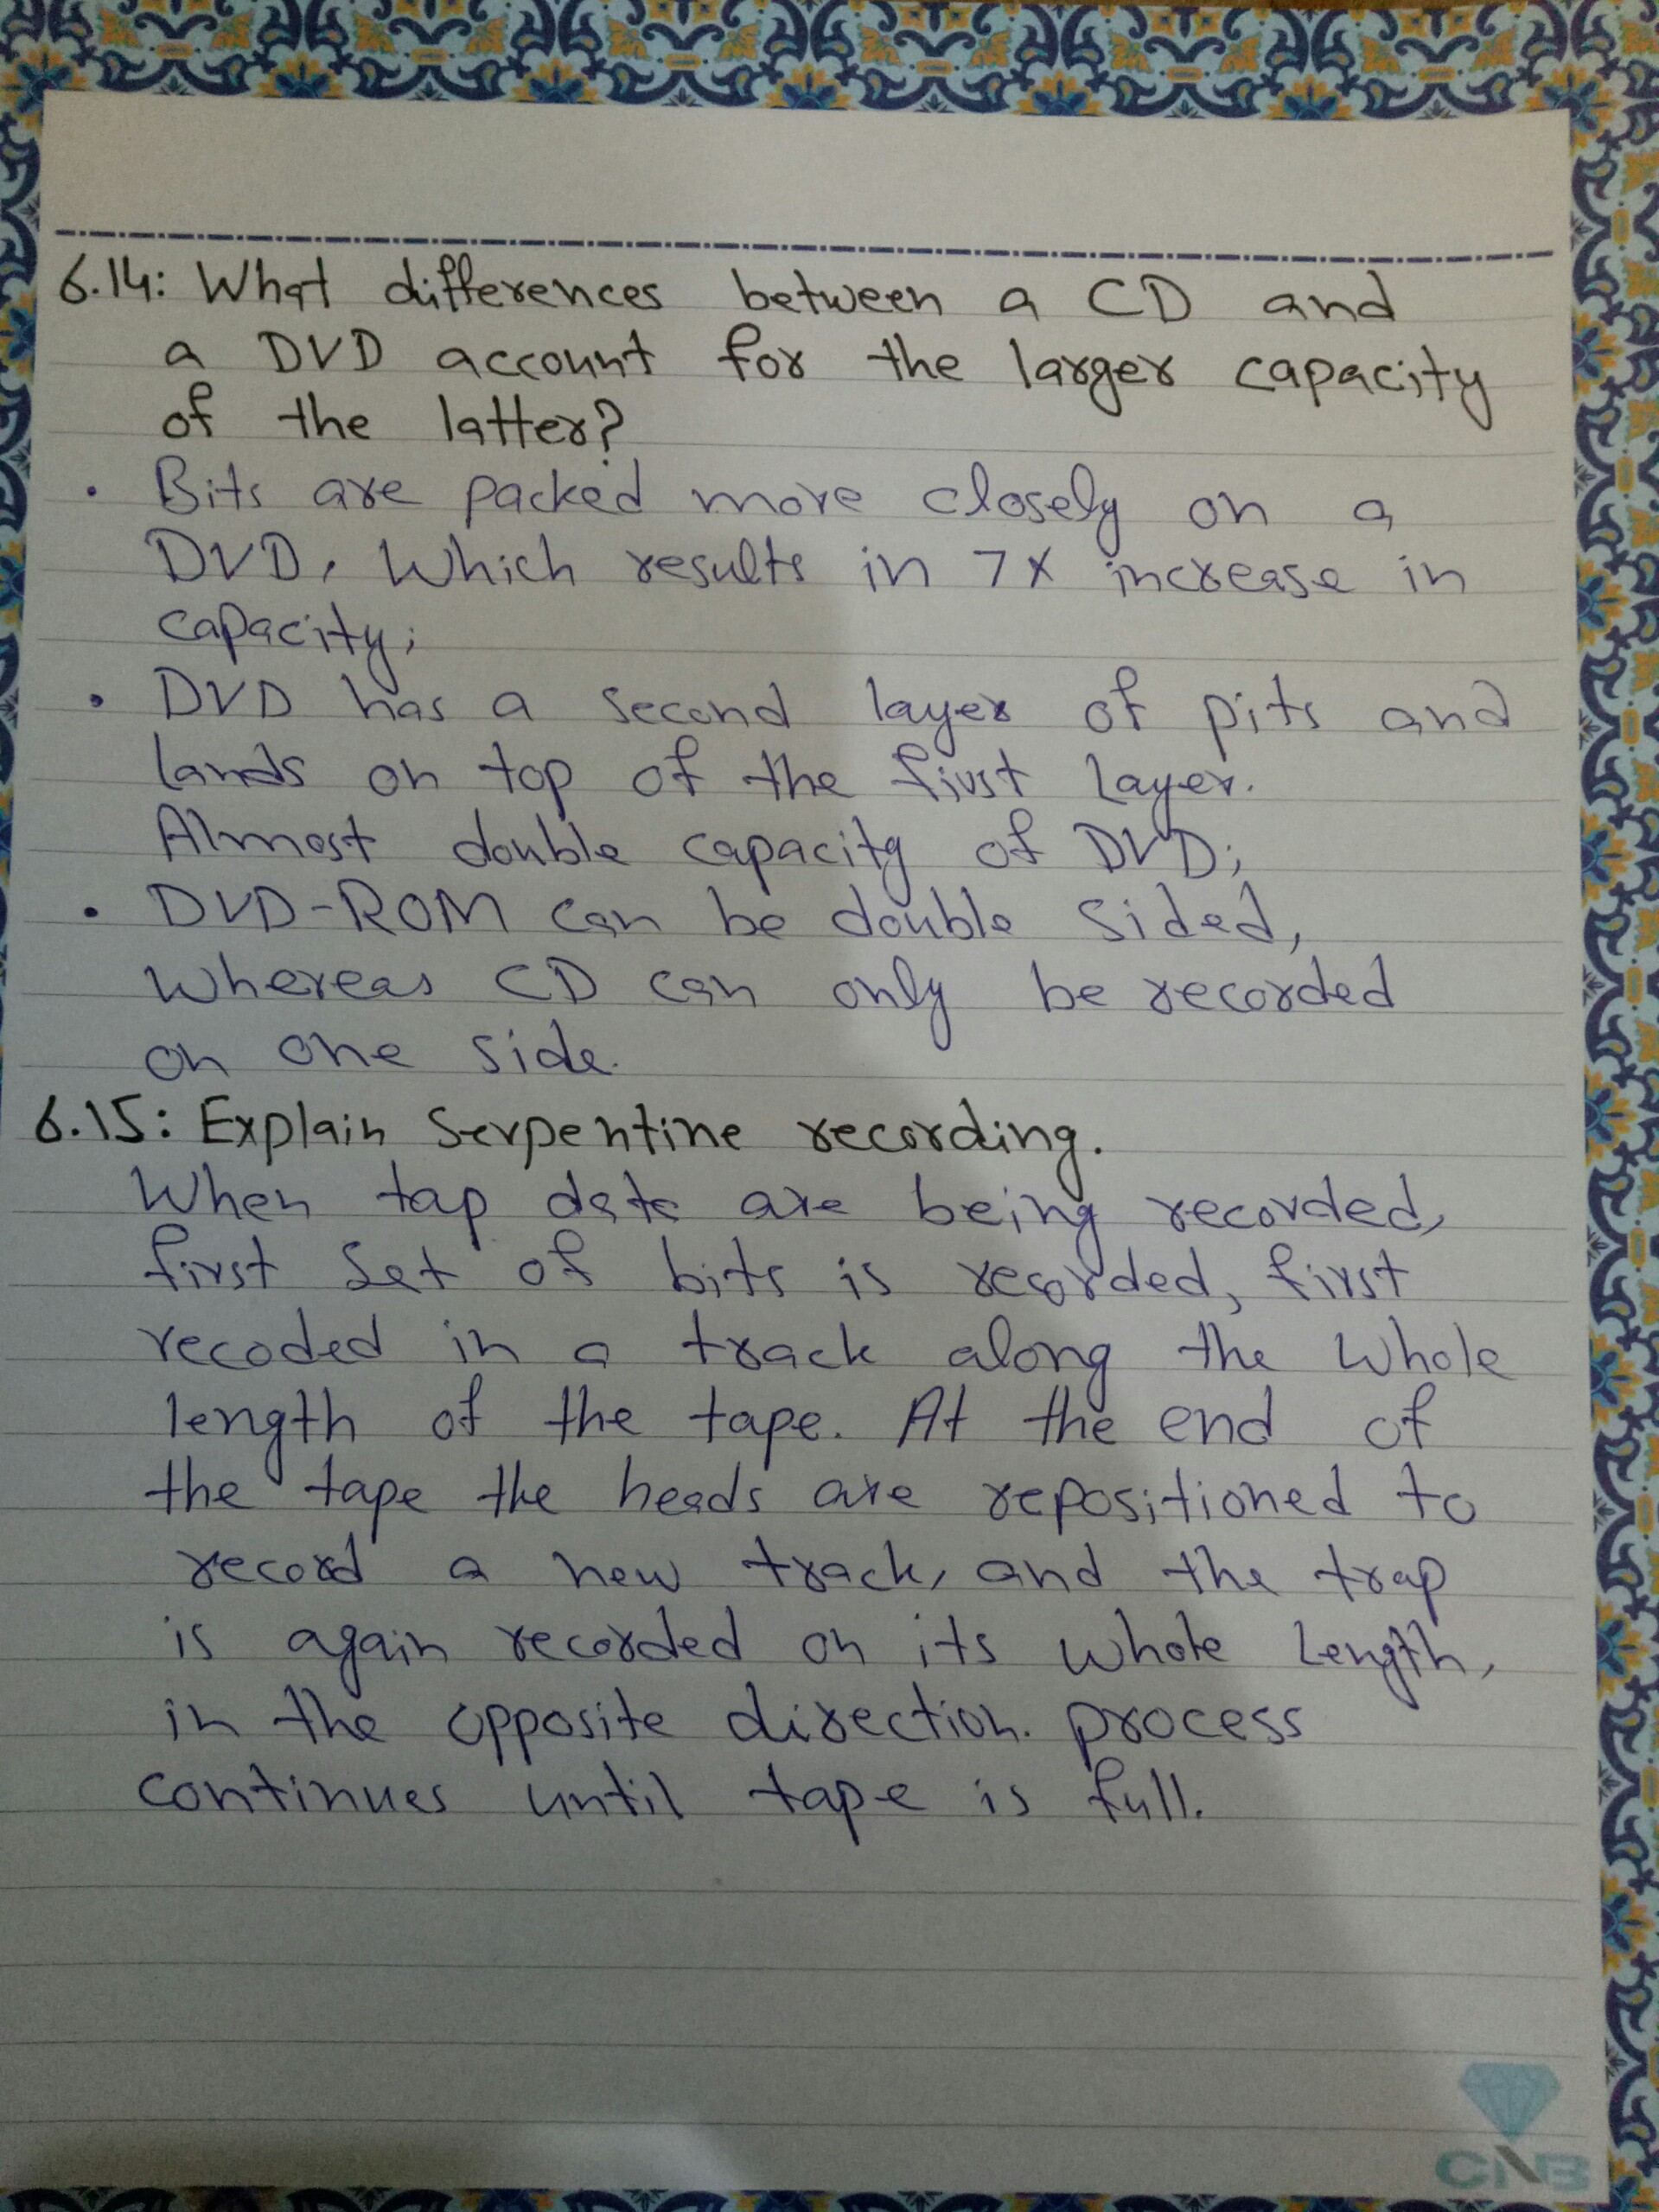 6.14: What differences between a CD and
a DVD account for the larger capacity
of the latter?
• Bits are packed more closely on a
DVD, Which results in 7x increase in
capacity;
• DVD has a second layer of pits and
lands on top of the first Layer.
Almost double capacity of DVD;
• DVD-ROM can be double sided,
whereas CD can only be recorded
on one side.
6.15: Explain Serpentine recording.
When tap data are being recorded,
first set of bits is recorded, first
recoded in a track along the whole
length of the tape. At the end of
the tape the heads are repositioned to
record a new track, and the trap
is again recorded on its whole Length,
in the opposite direction. process
continues until tape is full.
CNB